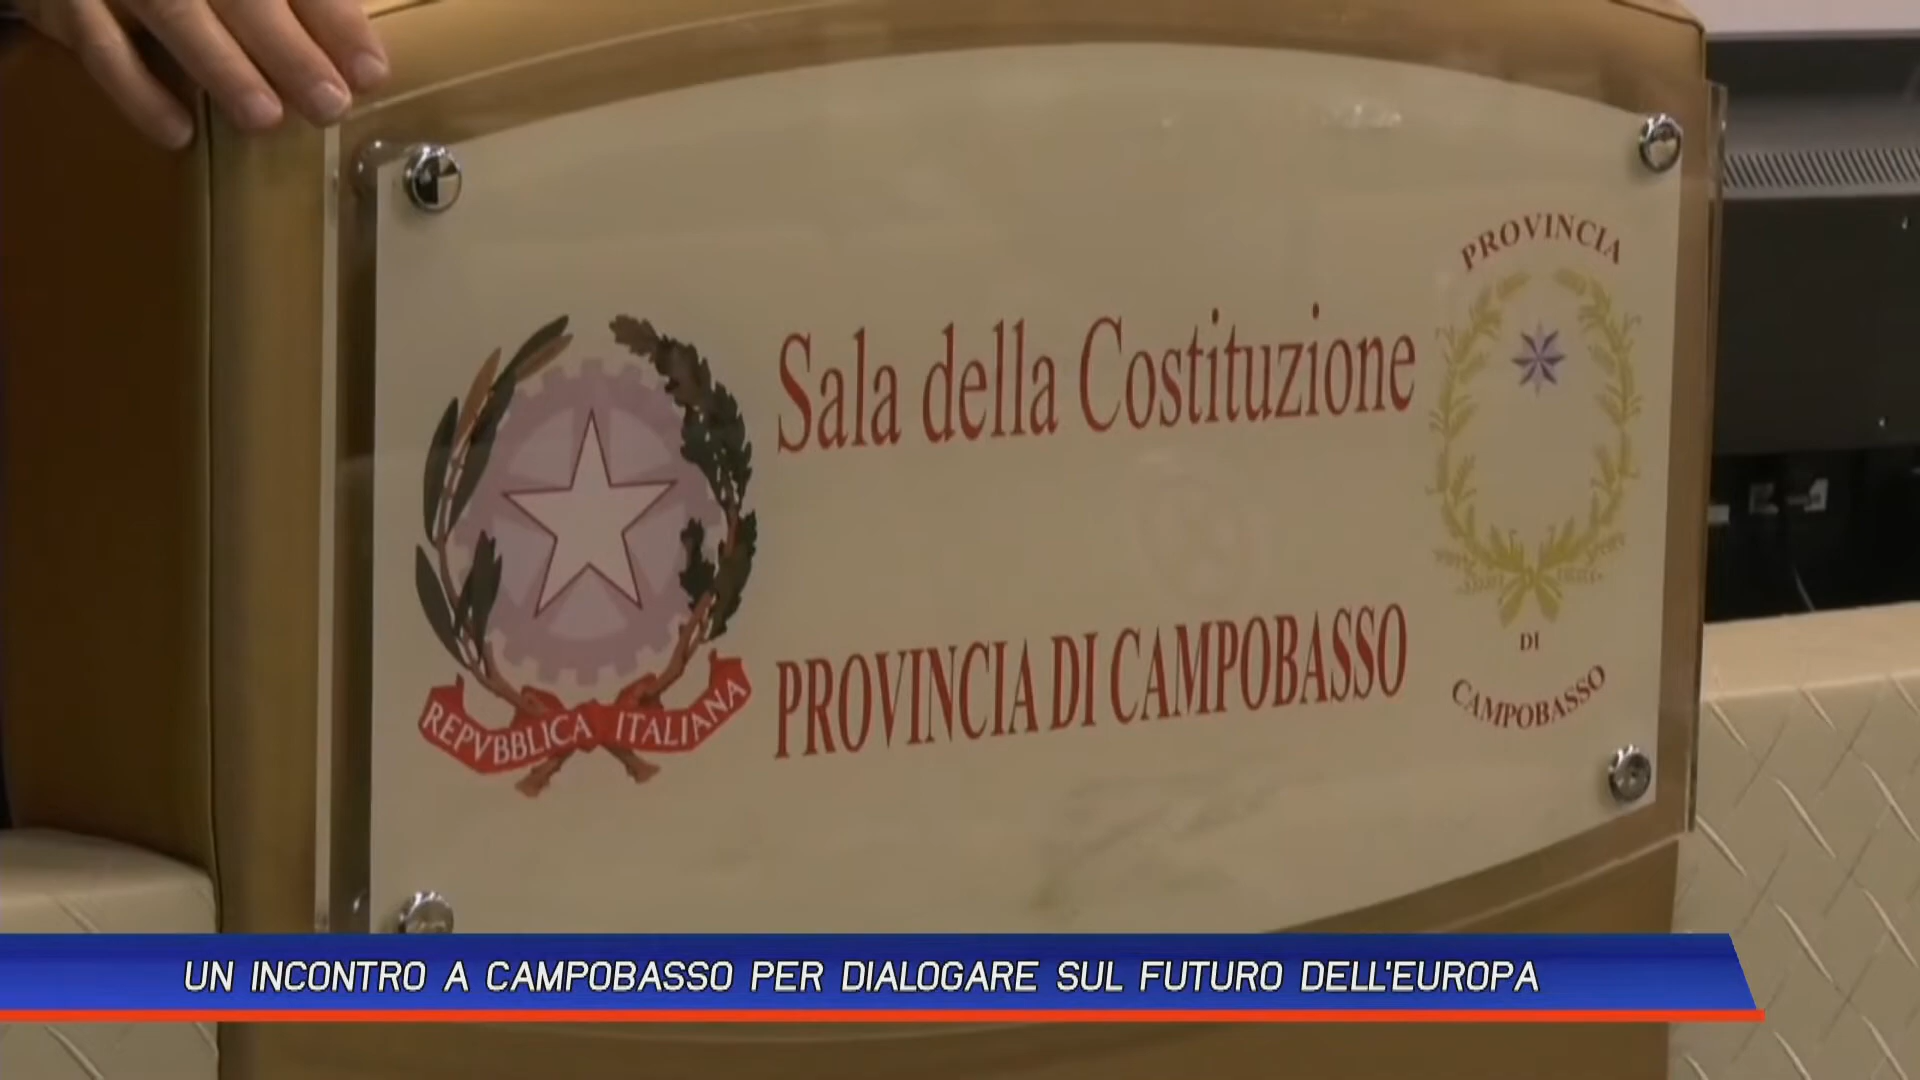 PROVINCIA
Sala della Costituzione
PROVINCIA DI CAMPOBASSO
DI
CAMPOBASSO
REPVBBLICA ITALIANA
UN INCONTRO A CAMPOBASSO PER DIALOGARE SUL FUTURO DELL'EUROPA